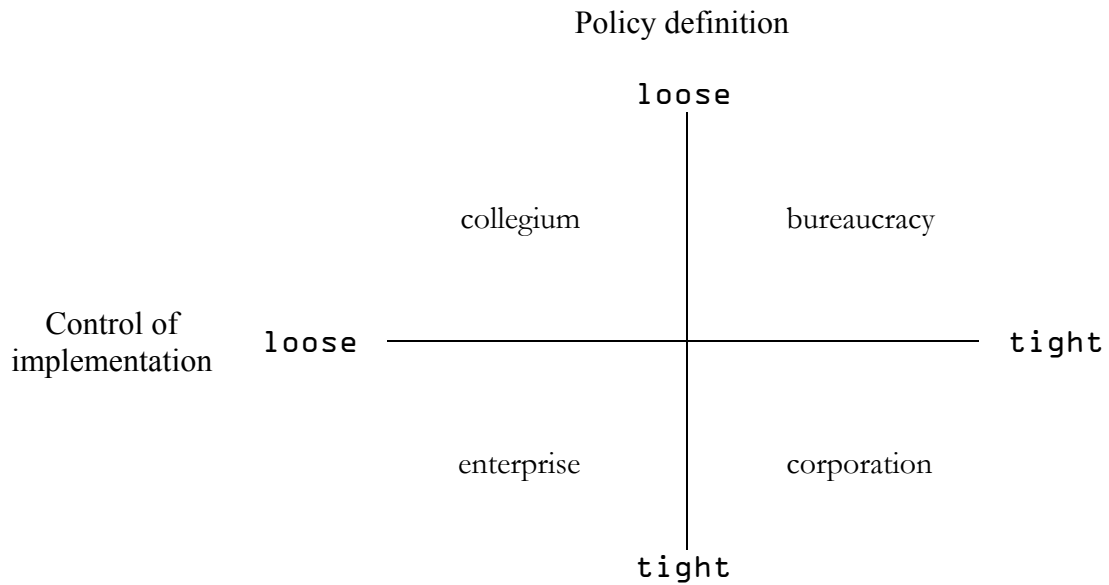 Policy definition
loose
collegium bureaucracy
Control of
implementation
loose tight
enterprise corporation
tight